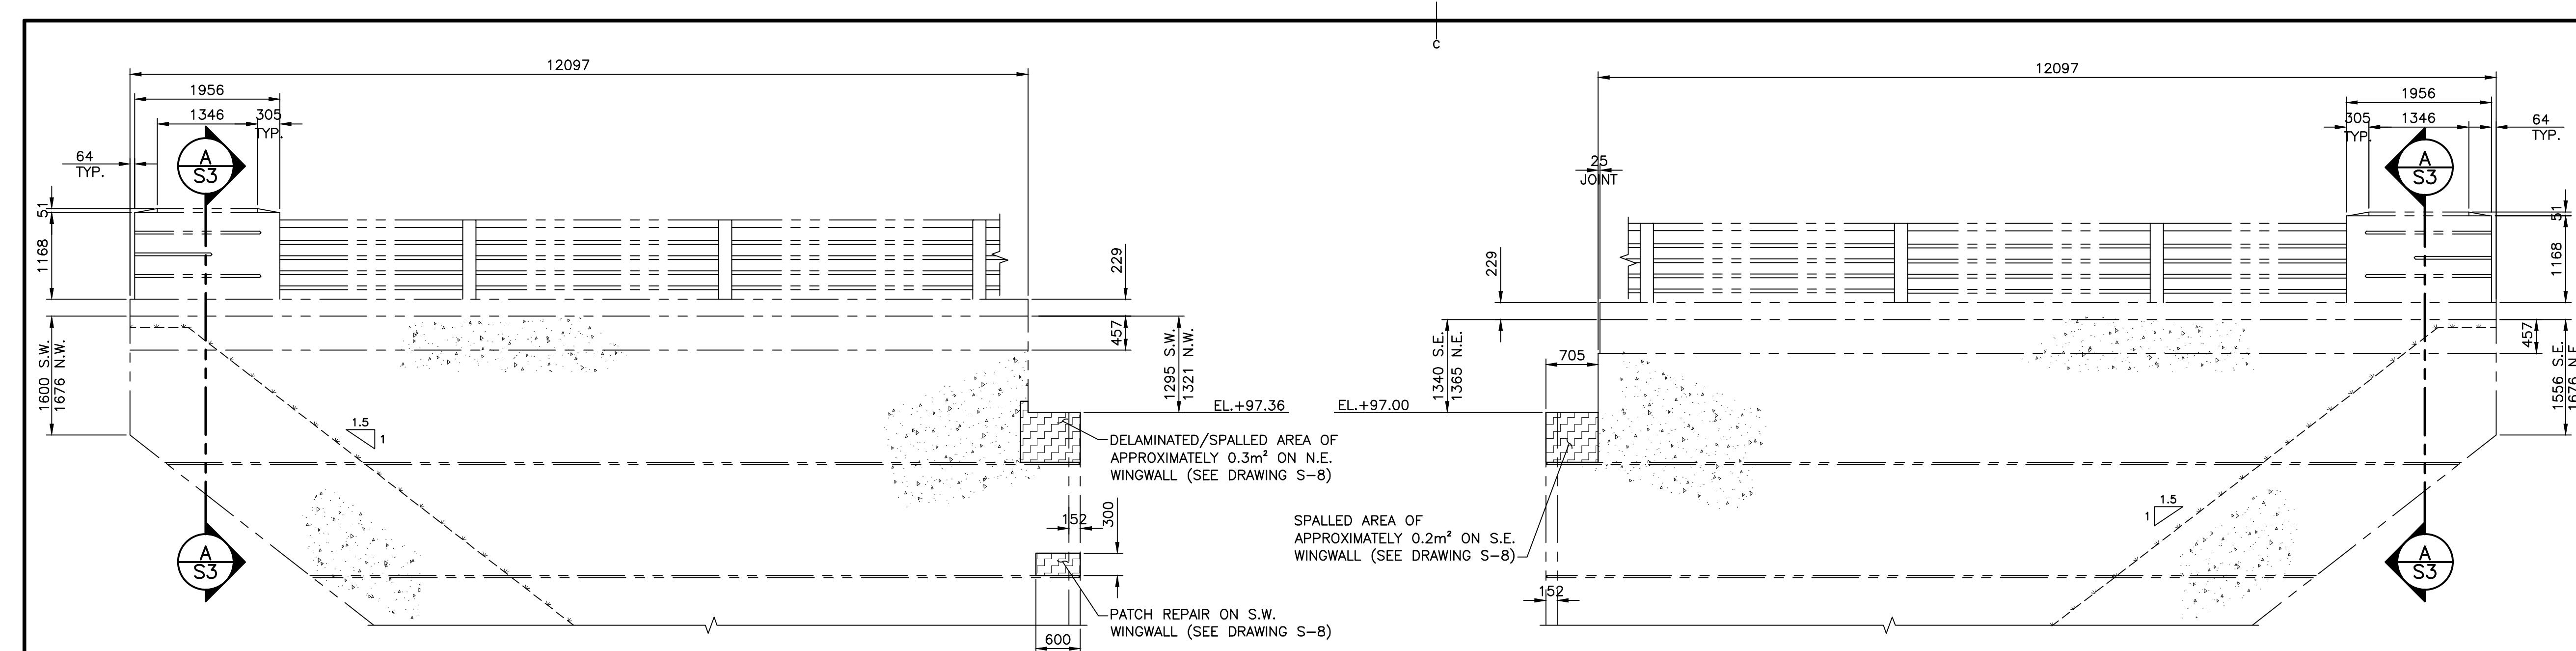 C
12097
1956
1346
305
TYP.
64
TYP.
A
S3
51
1168
1600 S.W.
1676 N.W.
1.5
1
229
457
1295 S.W.
1321 N.W.
EL.+97.36
DELAMINATED/SPALLED AREA OF
APPROXIMATELY 0.3m² ON N.E.
WINGWALL (SEE DRAWING S-8)
152
300
PATCH REPAIR ON S.W.
WINGWALL (SEE DRAWING S-8)
600
A
S3
12097
1956
305
TYP.
1346
64
TYP.
25
JOINT
A
S3
51
1168
229
705
1340 S.E.
1365 N.E.
EL.+97.00
457
1556 S.E.
1676 N.E.
SPALLED AREA OF
APPROXIMATELY 0.2m² ON S.E.
WINGWALL (SEE DRAWING S-8)
1.5
1
152
A
S3